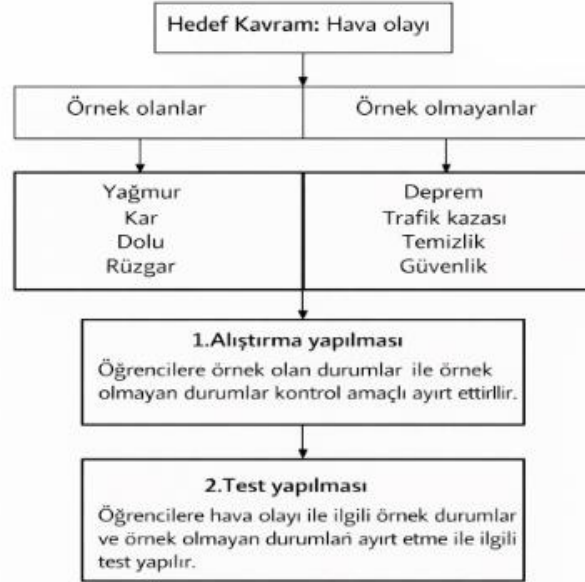 Hedef Kavram: Hava olayı
Örnek olanlar
Örnek olmayanlar
Yağmur
Kar
Dolu
Rüzgar
Deprem
Trafik kazası
Temizlik
Güvenlik
1.Alıştırma yapılması
Öğrencilere örnek olan durumlar ile örnek
olmayan durumlar kontrol amaçlı ayırt ettirllir.
2.Test yapılması
Öğrencilere hava olayı ile ilgili örnek durumlar
ve örnek olmayan durumlań ayırt etme ile ilgili
test yapılır.